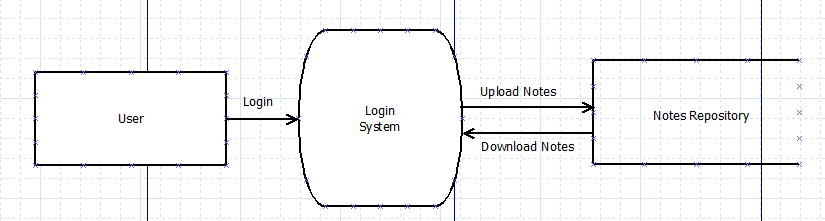 User
Login
Login
System
Upload Notes
Download Notes
Notes Repository